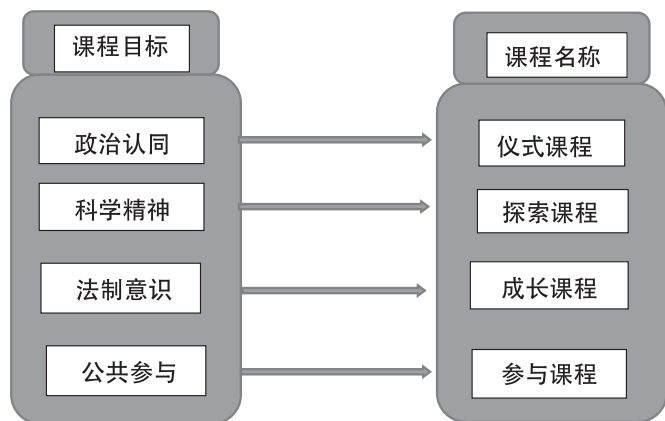 课程目标
课程名称
政治认同
仪式课程
科学精神
探索课程
法制意识
成长课程
公共参与
参与课程